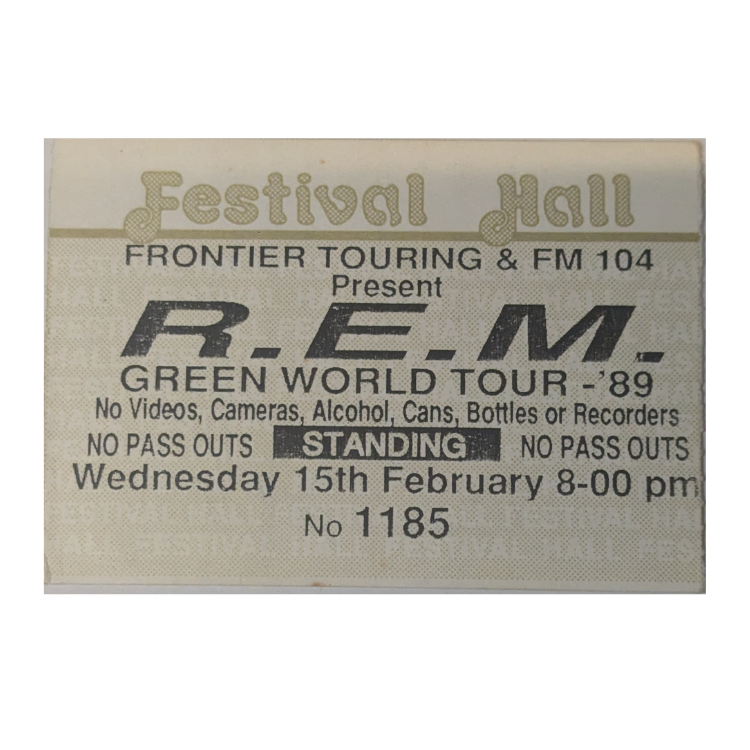 Festival Hall
FRONTIER TOURING & FM 104
Present
R.E.M.
GREEN WORLD TOUR -'89
No Videos, Cameras, Alcohol, Cans, Bottles or Recorders
NO PASS OUTS STANDING NO PASS OUTS
Wednesday 15th February 8-00 pm
No 1185